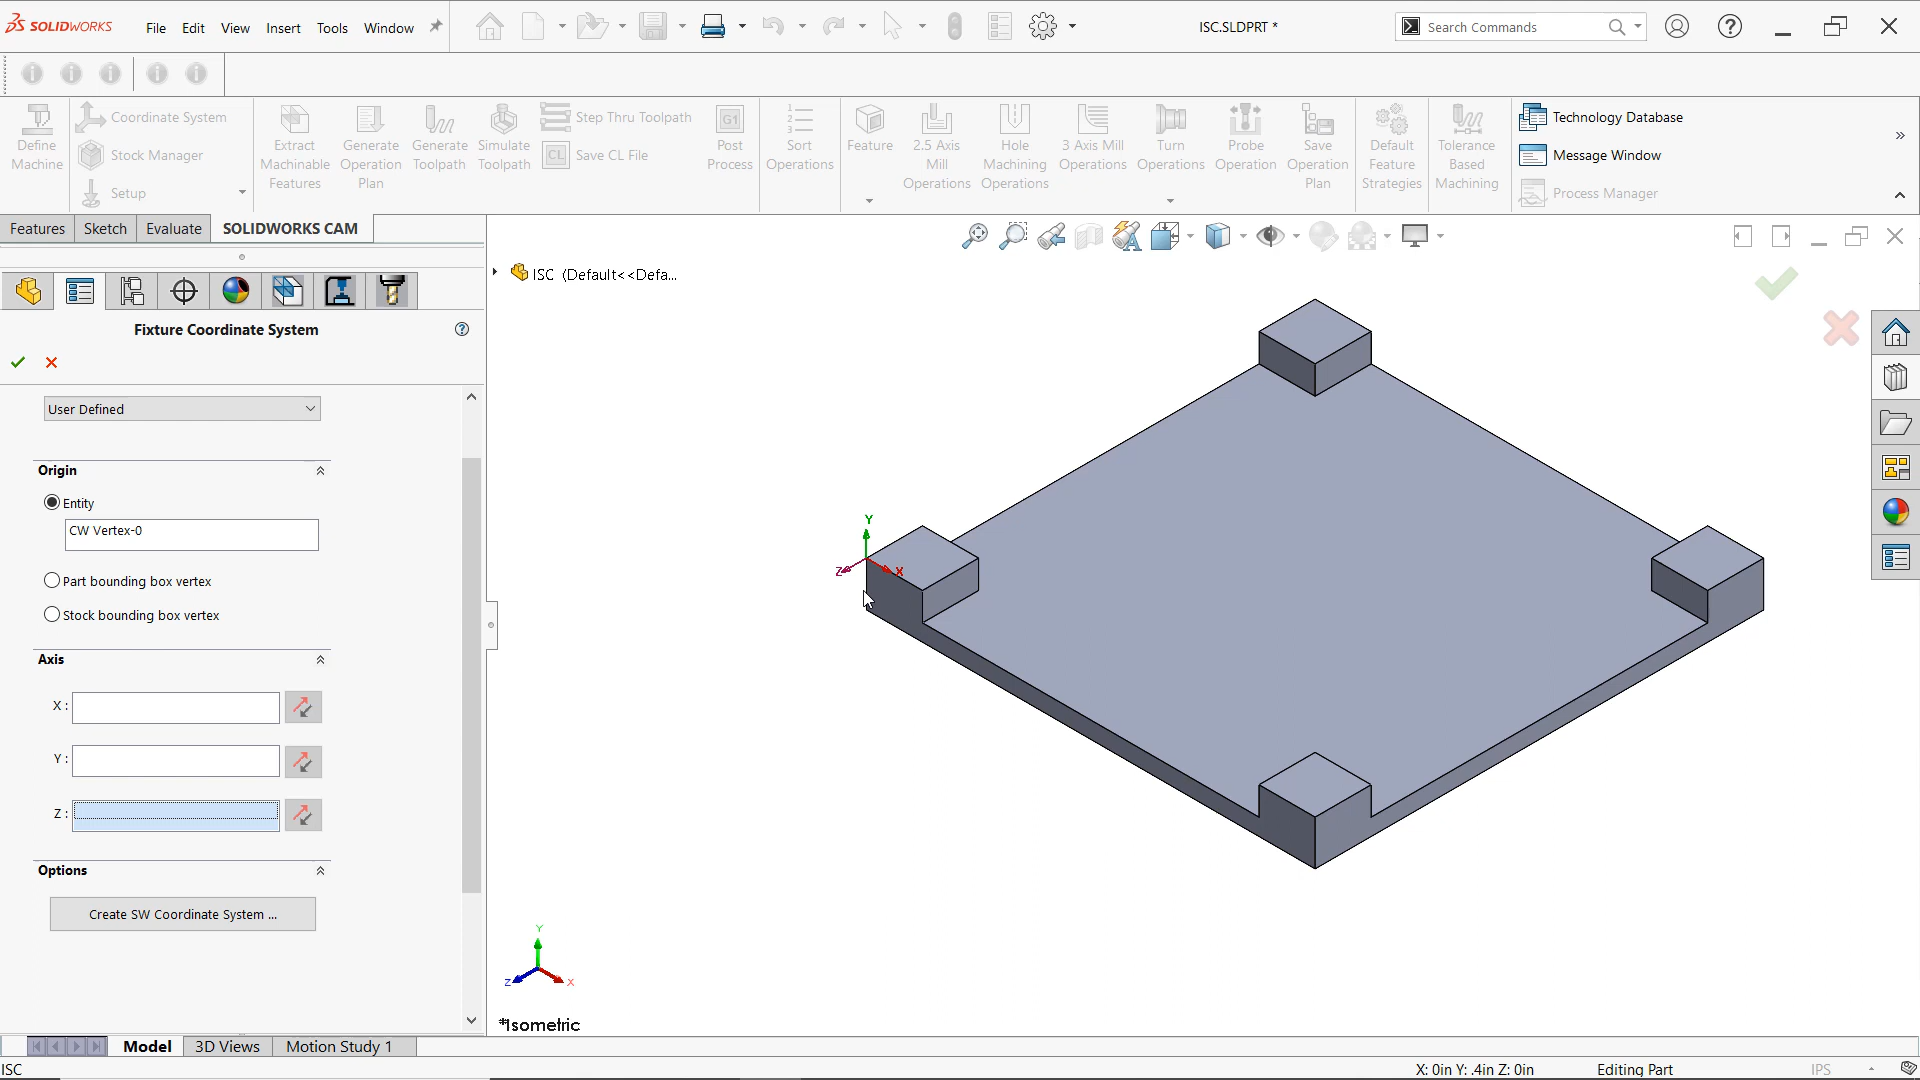 SOLIDWORKS
File Edit View Insert Tools Window
ISC.SLDPRT *
Search Commands
Define Machine
Coordinate System
Stock Manager
Setup
Extract Machinable Features
Generate Operation Plan
Generate Toolpath
Simulate Toolpath
Step Thru Toolpath
CL Save CL File
G1 Post Process
Sort Operations
Feature
2.5 Axis Mill Operations
Hole Machining Operations
3 Axis Mill Operations
Turn Operations
Probe Operation
Save Operation Plan
Default Feature Strategies
Tolerance Based Machining
Technology Database
Message Window
Process Manager
Features Sketch Evaluate SOLIDWORKS CAM
ISC (Default<<Defa...
Fixture Coordinate System
User Defined
Origin
Entity
CW Vertex-0
Part bounding box vertex
Stock bounding box vertex
Axis
X :
Y :
Z :
Options
Create SW Coordinate System ...
Y
Z
X
Y
Z
X
*Isometric
Model 3D Views Motion Study 1
ISC
X: 0in Y: .4in Z: 0in
Editing Part
IPS